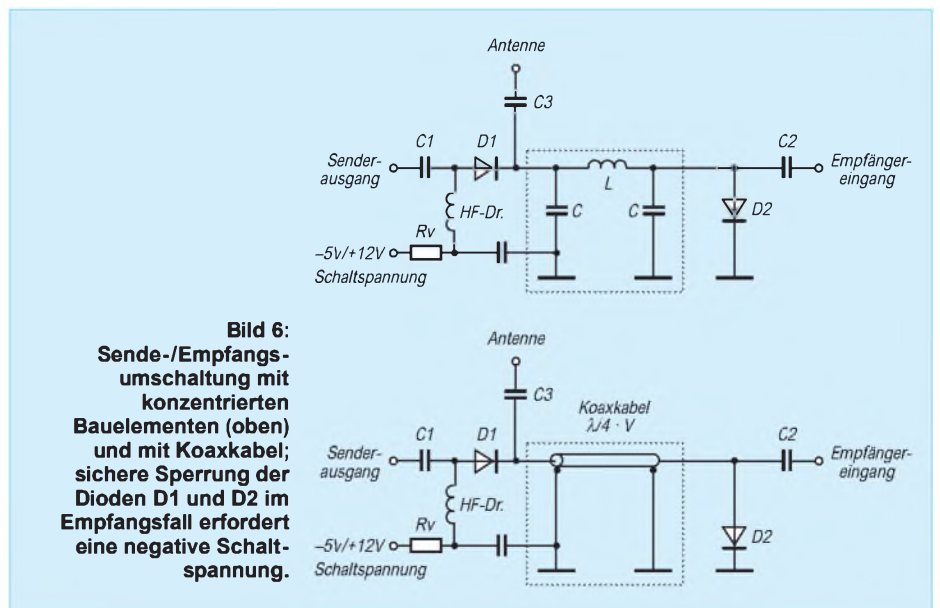 Antenne
C3
C1
D1
C2
Sender-
ausgang
L
Empfänger-
eingang
HF-Dr.
C
C
D2
Rv
–5v/+12V
Schaltspannung
Bild 6:
Sende-/Empfangs-
umschaltung mit
konzentrierten
Bauelementen (oben)
und mit Koaxkabel;
sichere Sperrung der
Dioden D1 und D2 im
Empfangsfall erfordert
eine negative Schalt-
spannung.
Antenne
C3
Koaxkabel
λ/4 · V
C1
D1
C2
Sender-
ausgang
Empfänger-
eingang
HF-Dr.
Rv
D2
–5v/+12V
Schaltspannung